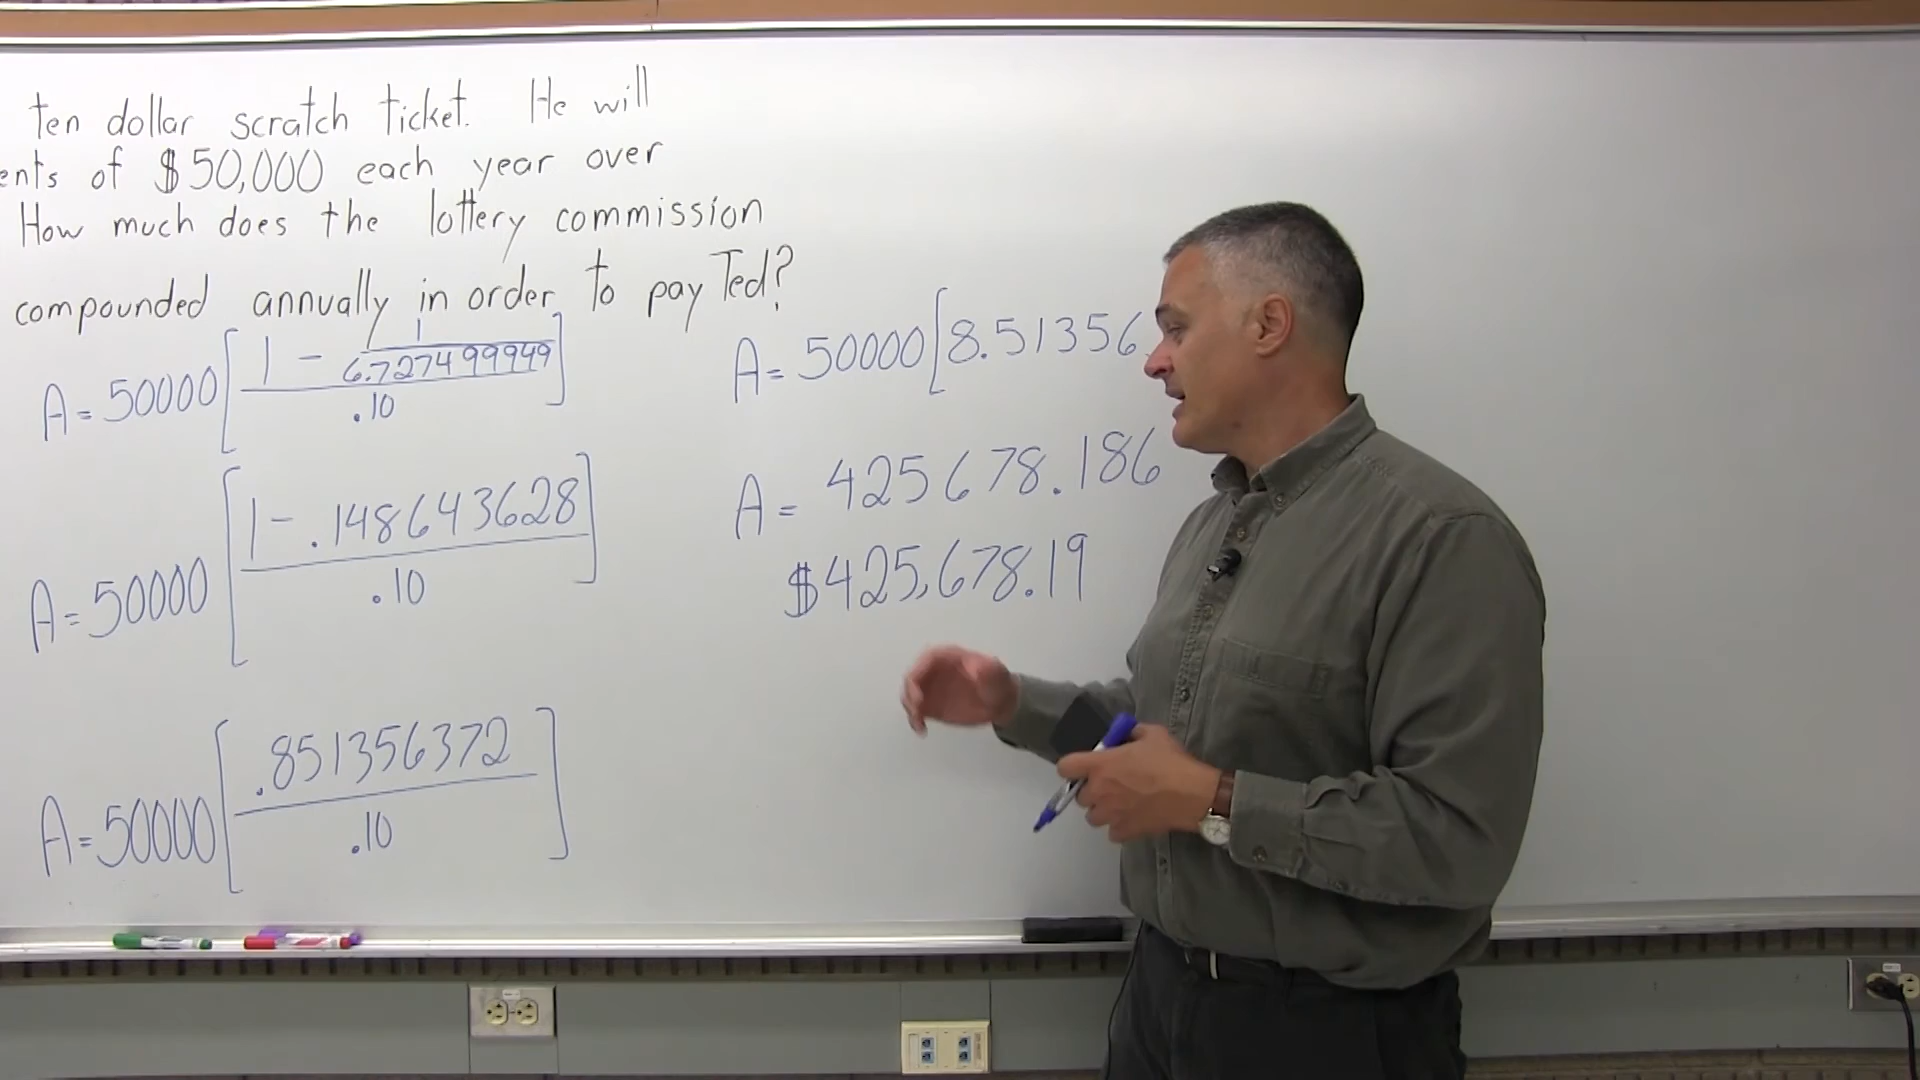 ten dollar scratch ticket. He will
ents of $50,000 each year over
How much does the lottery commission
compounded annually in order to pay Ted?
A = 50000[1 - 1/6.727499949 / .10]
A = 50000[1 - .148643628 / .10]
A = 50000[.851356372 / .10]
A = 50000[8.51356
A = 425678.186
$425,678.19